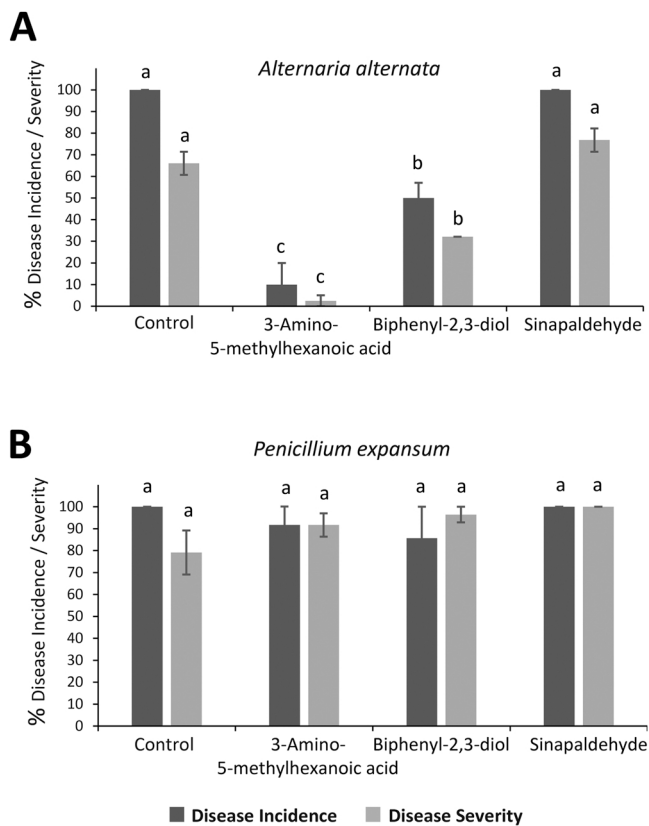 A
Alternaria alternata
% Disease Incidence / Severity
100
90
80
70
60
50
40
30
20
10
0
a
a
c
c
b
b
a
a
Control
3-Amino-
5-methylhexanoic acid
Biphenyl-2,3-diol
Sinapaldehyde
B
Penicillium expansum
% Disease Incidence / Severity
100
90
80
70
60
50
40
30
20
10
0
a
a
a
a
a
a
a
a
Control
3-Amino-
5-methylhexanoic acid
Biphenyl-2,3-diol
Sinapaldehyde
Disease Incidence
Disease Severity